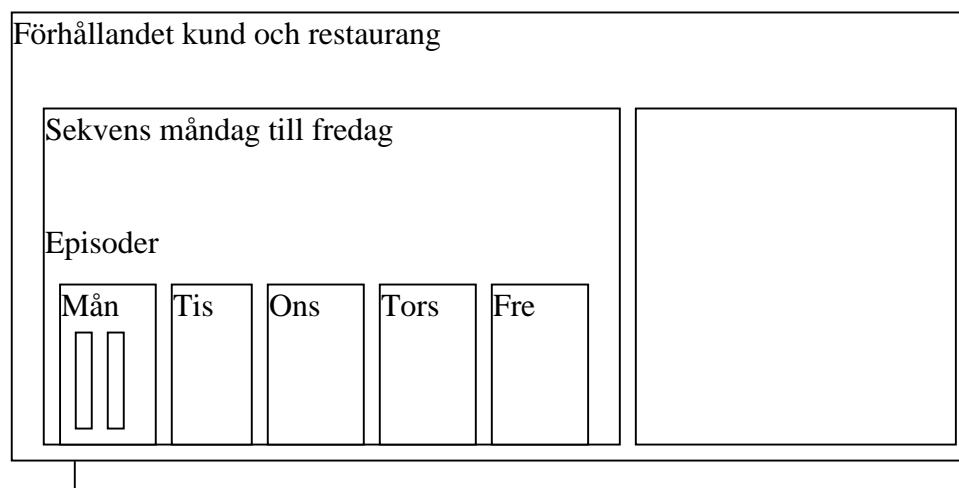 Förhållandet kund och restaurang
Sekvens måndag till fredag
Episoder
Mån Tis Ons Tors Fre